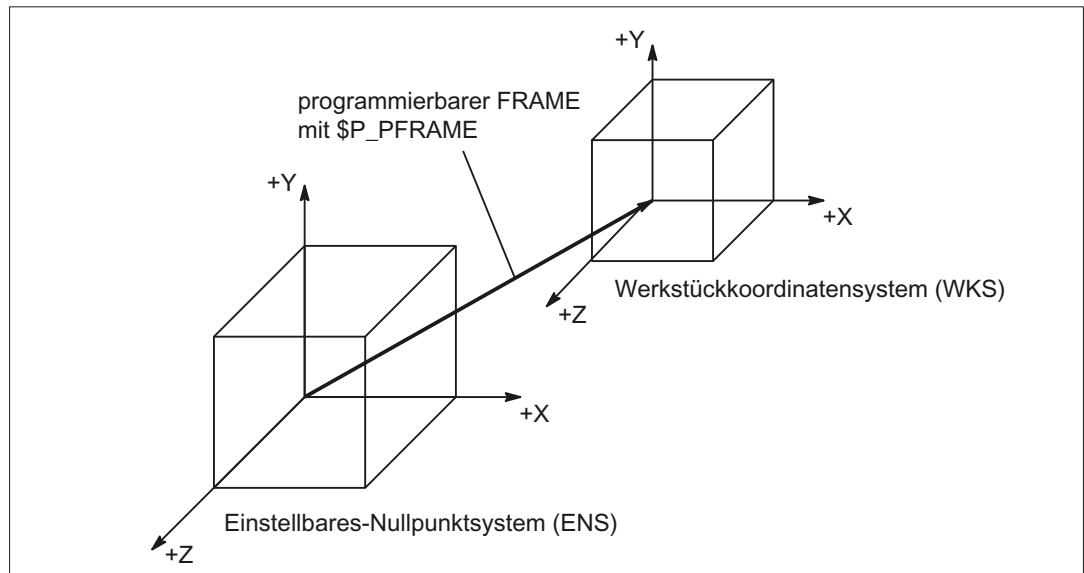 +Y
programmierbarer FRAME
mit $P_PFRAME
+Y
+X
Werkstückkoordinatensystem (WKS)
+Z
+X
Einstellbares-Nullpunktsystem (ENS)
+Z